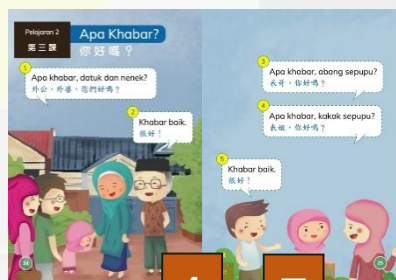 Pelajaran 2
第三課
Apa Khabar?
你好嗎？
1
Apa khabar, datuk dan nenek?
外公，外婆，您們好嗎？
2
Khabar baik.
很好！
3
Apa khabar, abang sepupu?
表哥，你好嗎？
4
Apa khabar, kakak sepupu?
表姐，你好嗎？
5
Khabar baik.
很好！
24
25